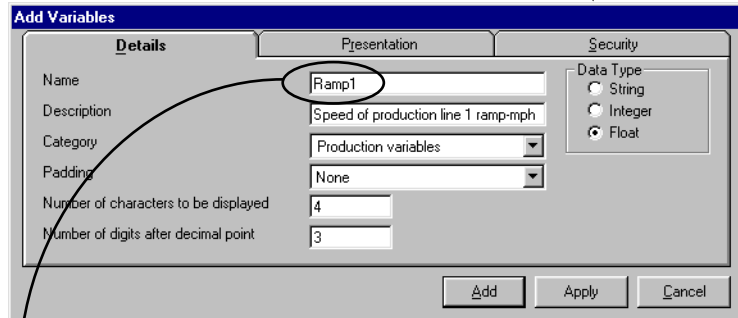 Add Variables
Details Presentation Security
Name Ramp1
Description Speed of production line 1 ramp-mph
Category Production variables
Padding None
Number of characters to be displayed 4
Number of digits after decimal point 3
Data Type
String
Integer
Float
Add Apply Cancel